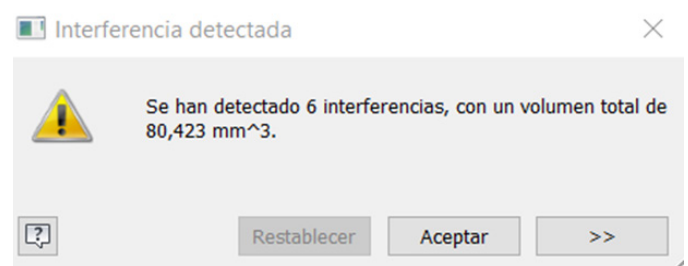 Interferencia detectada
Se han detectado 6 interferencias, con un volumen total de
80,423 mm^3.
?
Restablecer
Aceptar
>>